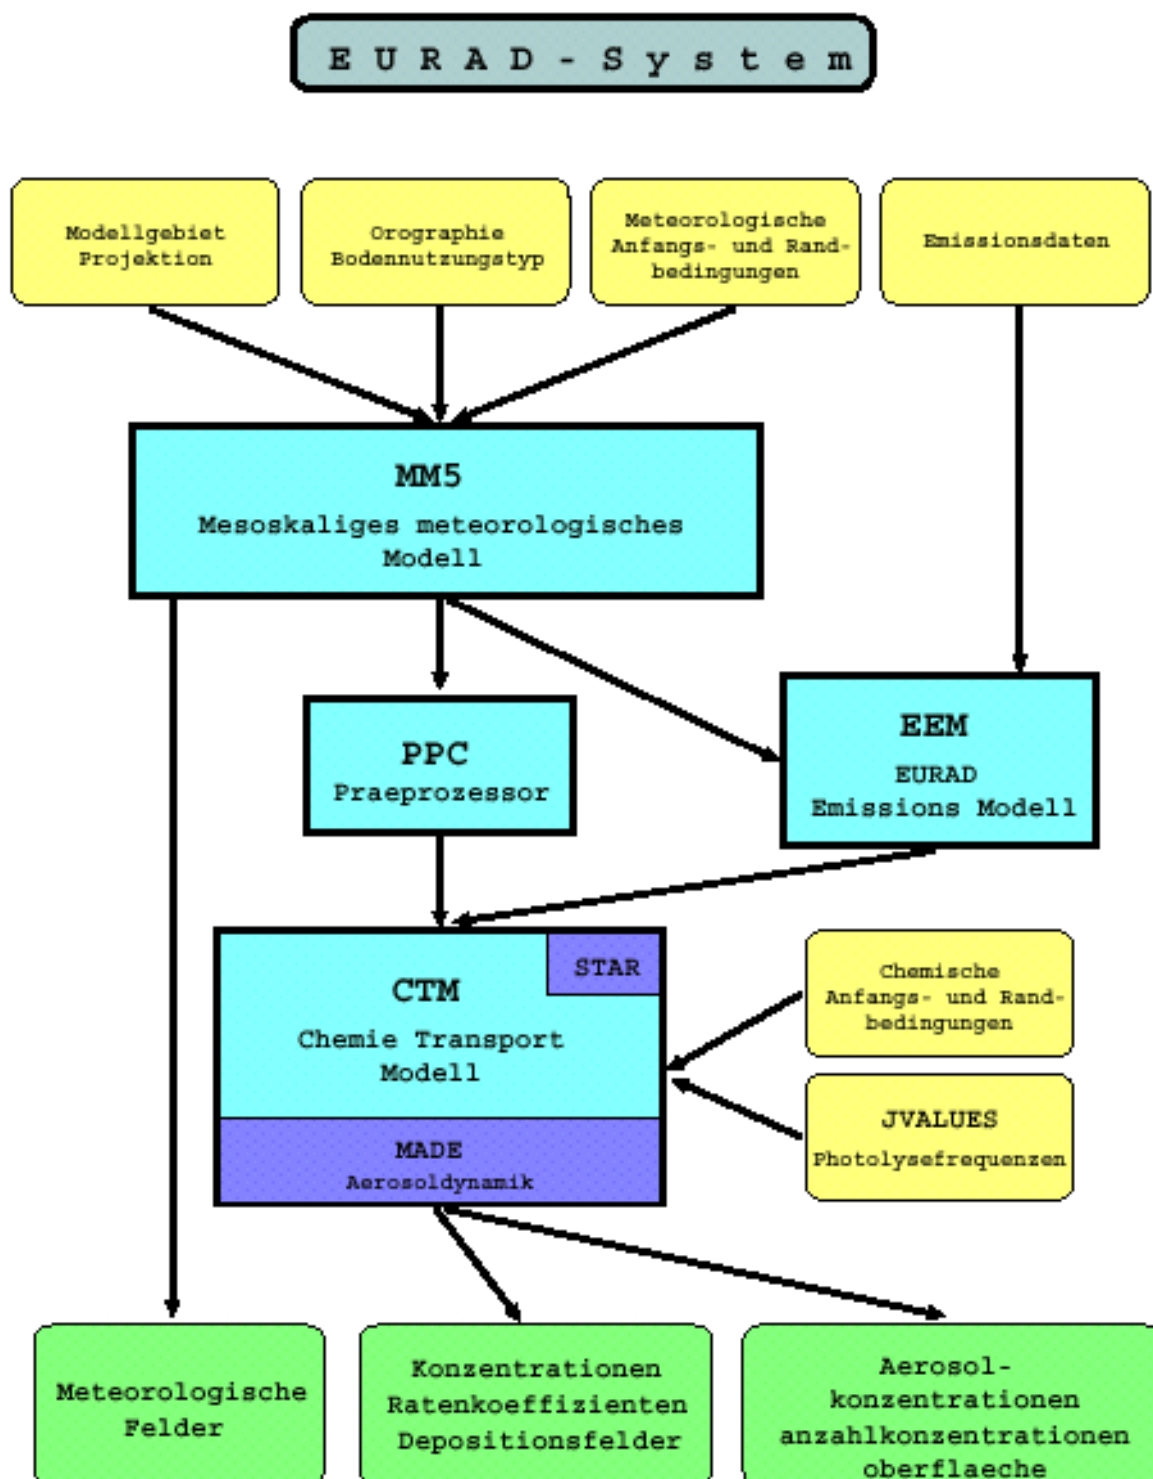 EURAD-System
Modellgebiet
Projektion
Orographie
Bodennutzungstyp
Meteorologische
Anfangs- und Rand-
bedingungen
Emissionsdaten
MM5
Mesoskaliges meteorologisches
Modell
PPC
Praeprozessor
EEM
EURAD
Emissions Modell
STAR
CTM
Chemie Transport
Modell
MADE
Aerosoldynamik
Chemische
Anfangs- und Rand-
bedingungen
JVALUES
Photolysefrequenzen
Meteorologische
Felder
Konzentrationen
Ratenkoeffizienten
Depositionsfelder
Aerosol-
konzentrationen
anzahlkonzentrationen
oberflaeche